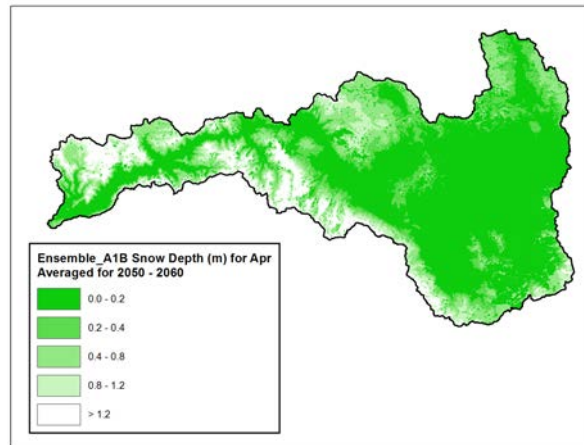 Ensemble_A1B Snow Depth (m) for Apr
Averaged for 2050 - 2060
0.0 - 0.2
0.2 - 0.4
0.4 - 0.8
0.8 - 1.2
> 1.2